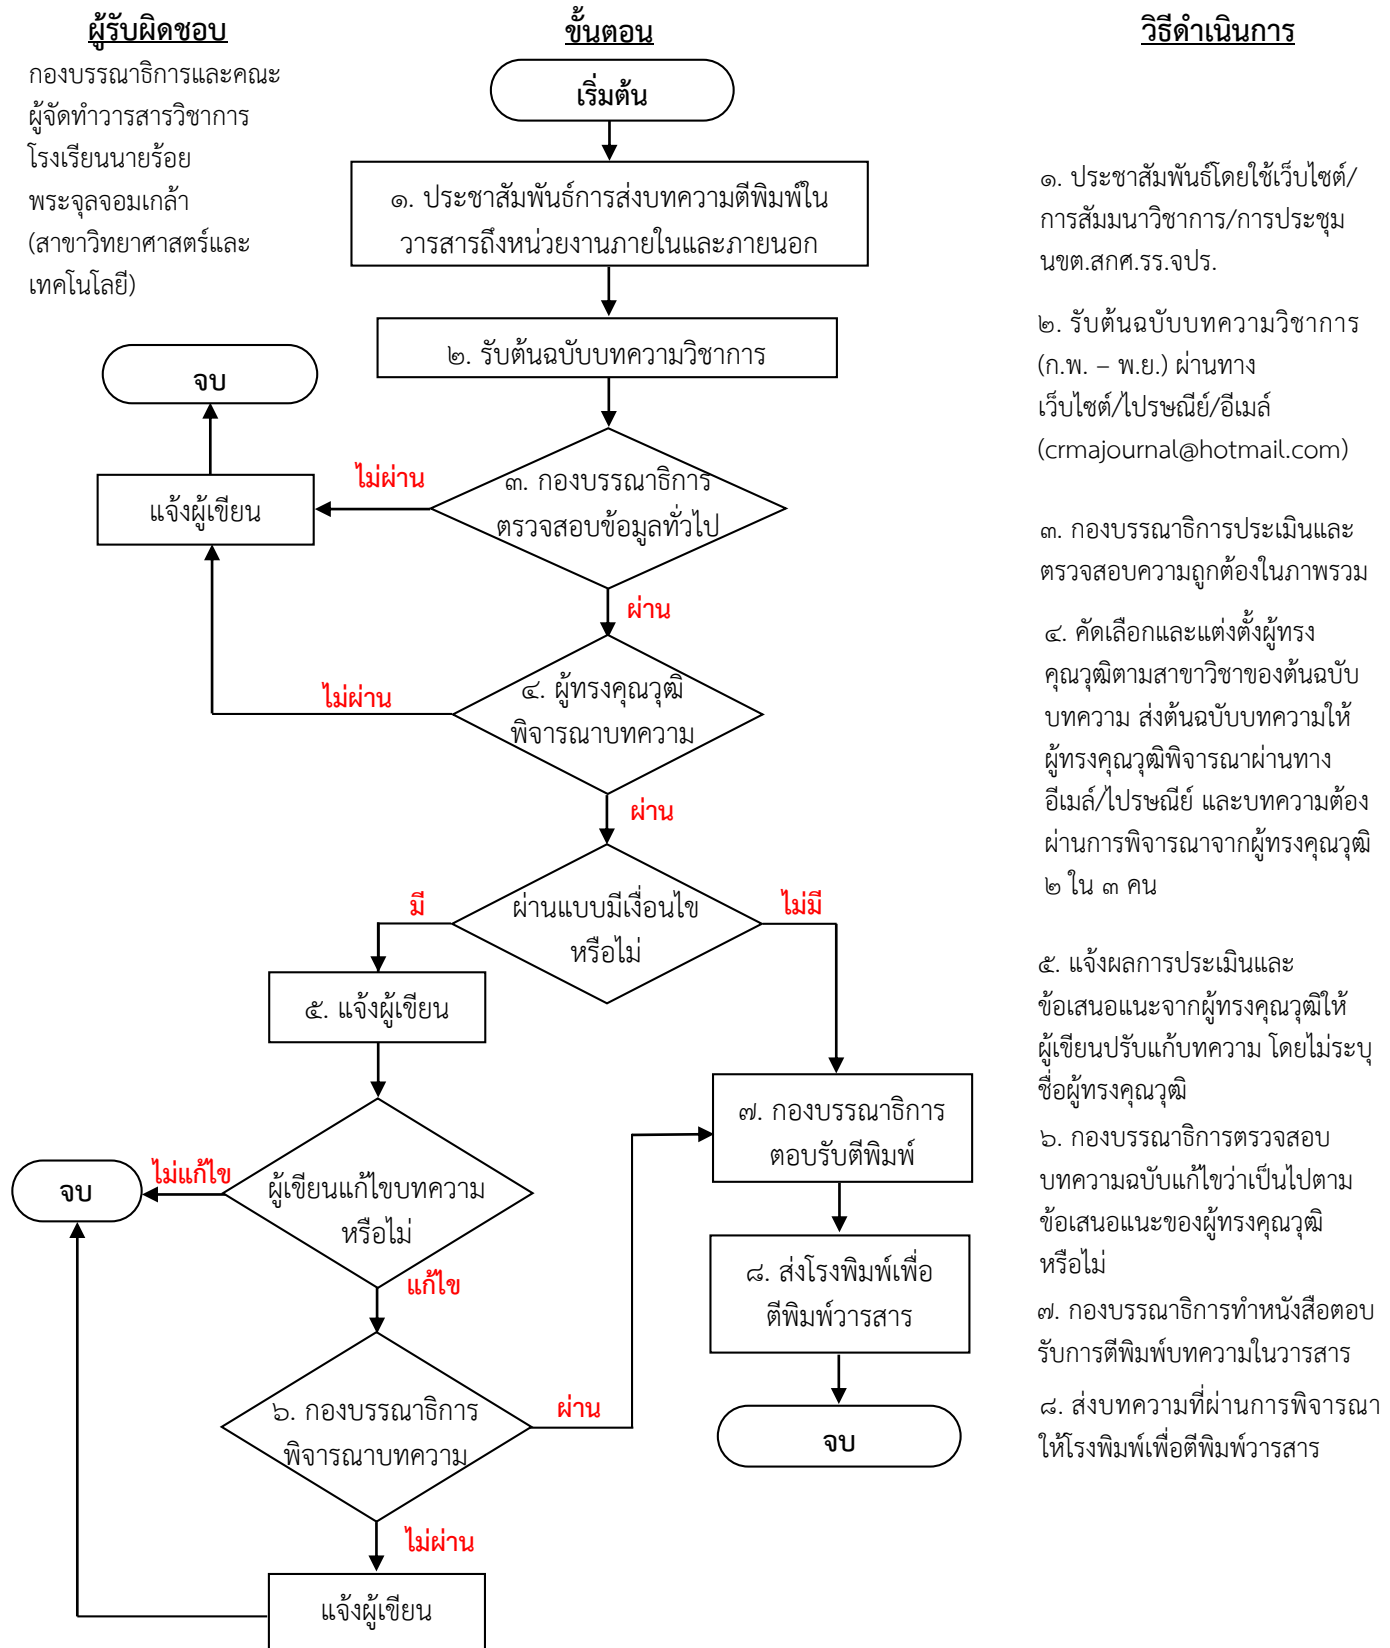 ผู้รับผิดชอบ
กองบรรณาธิการและคณะ
ผู้จัดทำวารสารวิชาการ
โรงเรียนนายร้อย
พระจุลจอมเกล้า
(สาขาวิทยาศาสตร์และ
เทคโนโลยี)
ขั้นตอน
เริ่มต้น
๑. ประชาสัมพันธ์การส่งบทความตีพิมพ์ใน
วารสารถึงหน่วยงานภายในและภายนอก
๒. รับต้นฉบับบทความวิชาการ
จบ
ไม่ผ่าน
แจ้งผู้เขียน
๓. กองบรรณาธิการ
ตรวจสอบข้อมูลทั่วไป
ผ่าน
ไม่ผ่าน
๔. ผู้ทรงคุณวุฒิ
พิจารณาบทความ
ผ่าน
มี
ผ่านแบบมีเงื่อนไข
หรือไม่
ไม่มี
๕. แจ้งผู้เขียน
๗. กองบรรณาธิการ
ตอบรับตีพิมพ์
จบ
ไม่แก้ไข
ผู้เขียนแก้ไขบทความ
หรือไม่
แก้ไข
๘. ส่งโรงพิมพ์เพื่อ
ตีพิมพ์วารสาร
๖. กองบรรณาธิการ
พิจารณาบทความ
ผ่าน
จบ
ไม่ผ่าน
แจ้งผู้เขียน
วิธีดำเนินการ
๑. ประชาสัมพันธ์โดยใช้เว็บไซต์/
การสัมมนาวิชาการ/การประชุม
นขต.สกศ.รร.จปร.
๒. รับต้นฉบับบทความวิชาการ
(ก.พ. – พ.ย.) ผ่านทาง
เว็บไซต์/ไปรษณีย์/อีเมล์
(crmajournal@hotmail.com)
๓. กองบรรณาธิการประเมินและ
ตรวจสอบความถูกต้องในภาพรวม
๔. คัดเลือกและแต่งตั้งผู้ทรง
คุณวุฒิตามสาขาวิชาของต้นฉบับ
บทความ ส่งต้นฉบับบทความให้
ผู้ทรงคุณวุฒิพิจารณาผ่านทาง
อีเมล์/ไปรษณีย์ และบทความต้อง
ผ่านการพิจารณาจากผู้ทรงคุณวุฒิ
๒ ใน ๓ คน
๕. แจ้งผลการประเมินและ
ข้อเสนอแนะจากผู้ทรงคุณวุฒิให้
ผู้เขียนปรับแก้บทความ โดยไม่ระบุ
ชื่อผู้ทรงคุณวุฒิ
๖. กองบรรณาธิการตรวจสอบ
บทความฉบับแก้ไขว่าเป็นไปตาม
ข้อเสนอแนะของผู้ทรงคุณวุฒิ
หรือไม่
๗. กองบรรณาธิการทำหนังสือตอบ
รับการตีพิมพ์บทความในวารสาร
๘. ส่งบทความที่ผ่านการพิจารณา
ให้โรงพิมพ์เพื่อตีพิมพ์วารสาร